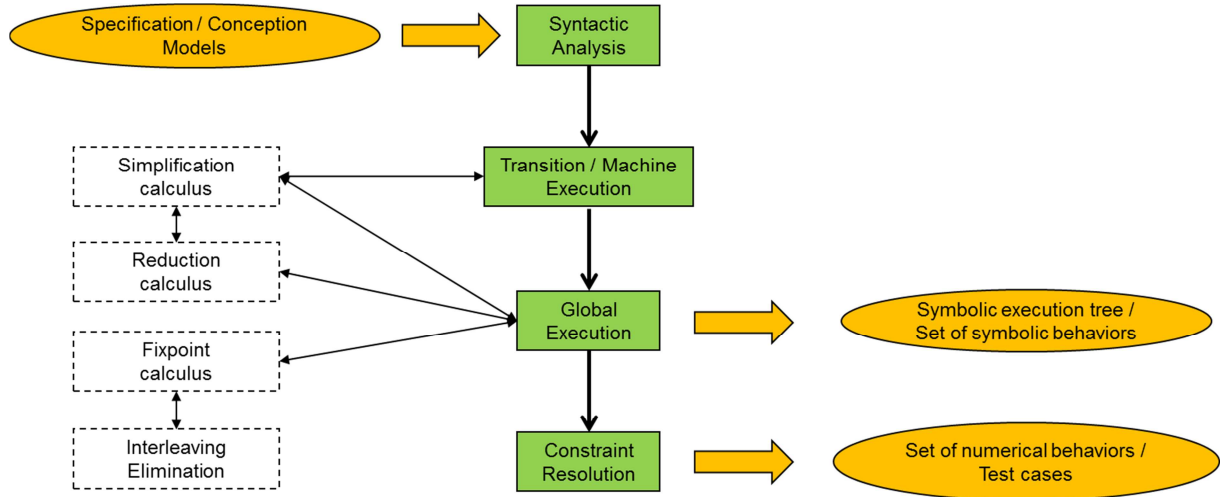 Specification / Conception
Models
Syntactic
Analysis
Simplification
calculus
Transition / Machine
Execution
Reduction
calculus
Global
Execution
Symbolic execution tree /
Set of symbolic behaviors
Fixpoint
calculus
Interleaving
Elimination
Constraint
Resolution
Set of numerical behaviors /
Test cases